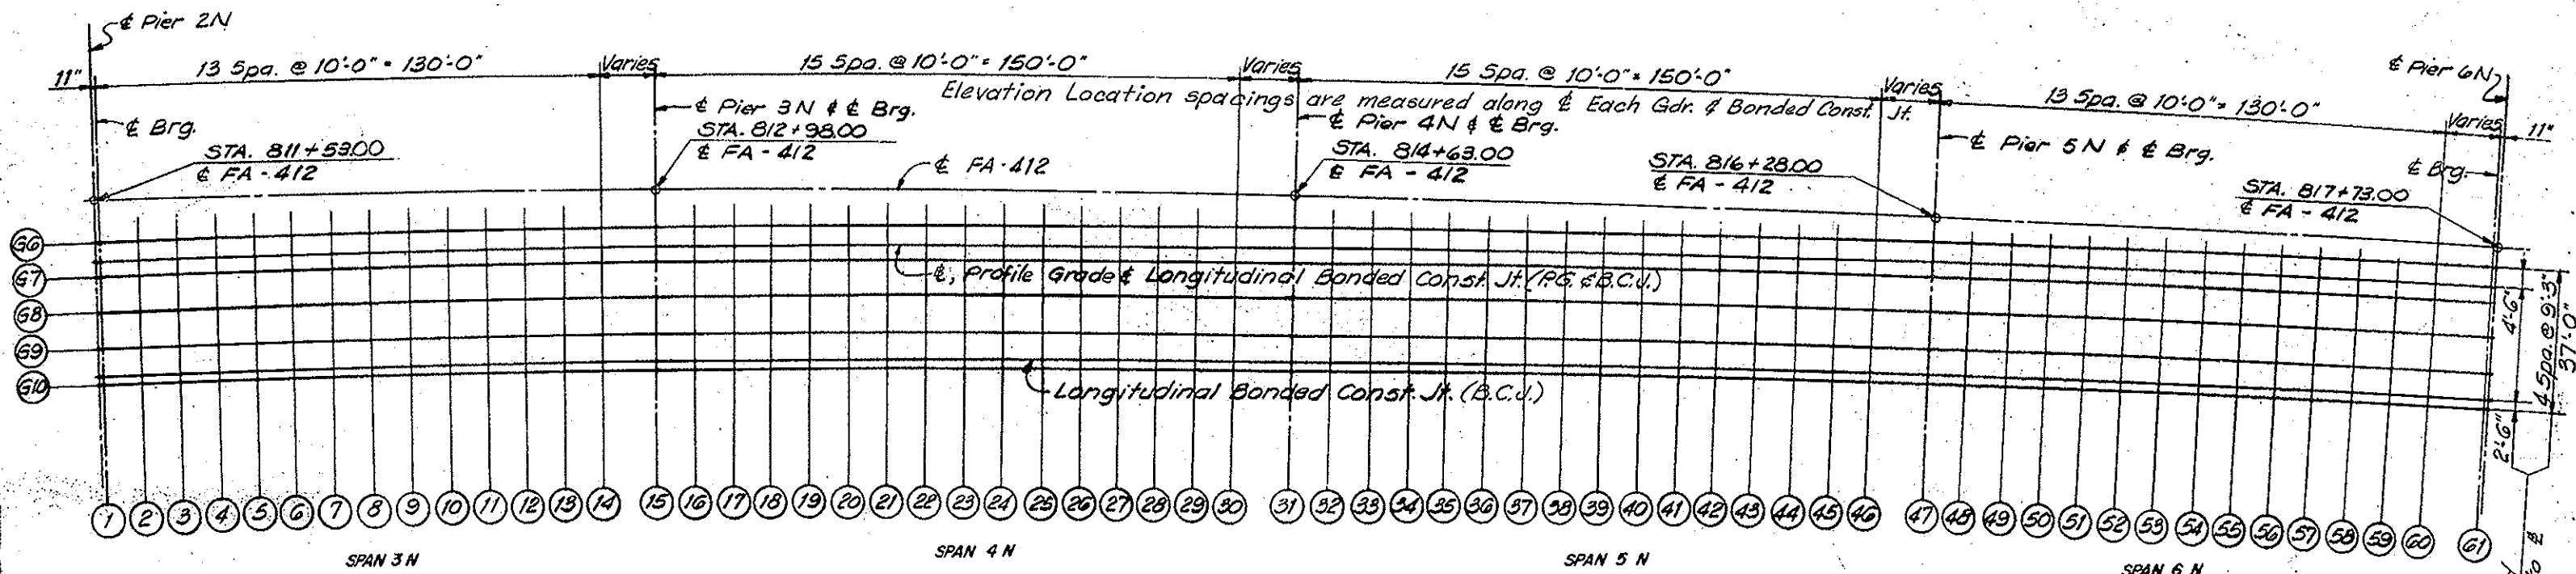 ℄ Pier 2N
11"
13 Spa. @ 10'-0" = 130'-0"
Varies
15 Spa. @ 10'-0" = 150'-0"
Varies
15 Spa. @ 10'-0" = 150'-0"
Varies
13 Spa. @ 10'-0" = 130'-0"
Varies
11"
℄ Pier 6N
Elevation Location spacings are measured along ℄ Each Gdr. & Bonded Const. Jt.
℄ Brg.
℄ Pier 3N & ℄ Brg.
℄ Pier 4N & ℄ Brg.
℄ Pier 5N & ℄ Brg.
℄ Brg.
STA. 811+53.00
℄ FA-412
STA. 812+98.00
℄ FA-412
℄ FA-412
STA. 814+63.00
℄ FA-412
STA. 816+28.00
℄ FA-412
STA. 817+73.00
℄ FA-412
G6
G7
G8
G9
G10
℄, Profile Grade & Longitudinal Bonded Const. Jt. (P.G. & B.C.J.)
Longitudinal Bonded Const. Jt. (B.C.J.)
4'-6"
4 Spa @ 9'-3"
37'-0"
2'-6"
1 2 3 4 5 6 7 8 9 10 11 12 13 14 15 16 17 18 19 20 21 22 23 24 25 26 27 28 29 30 31 32 33 34 35 36 37 38 39 40 41 42 43 44 45 46 47 48 49 50 51 52 53 54 55 56 57 58 59 60 61
SPAN 3 N
SPAN 4 N
SPAN 5 N
SPAN 6 N